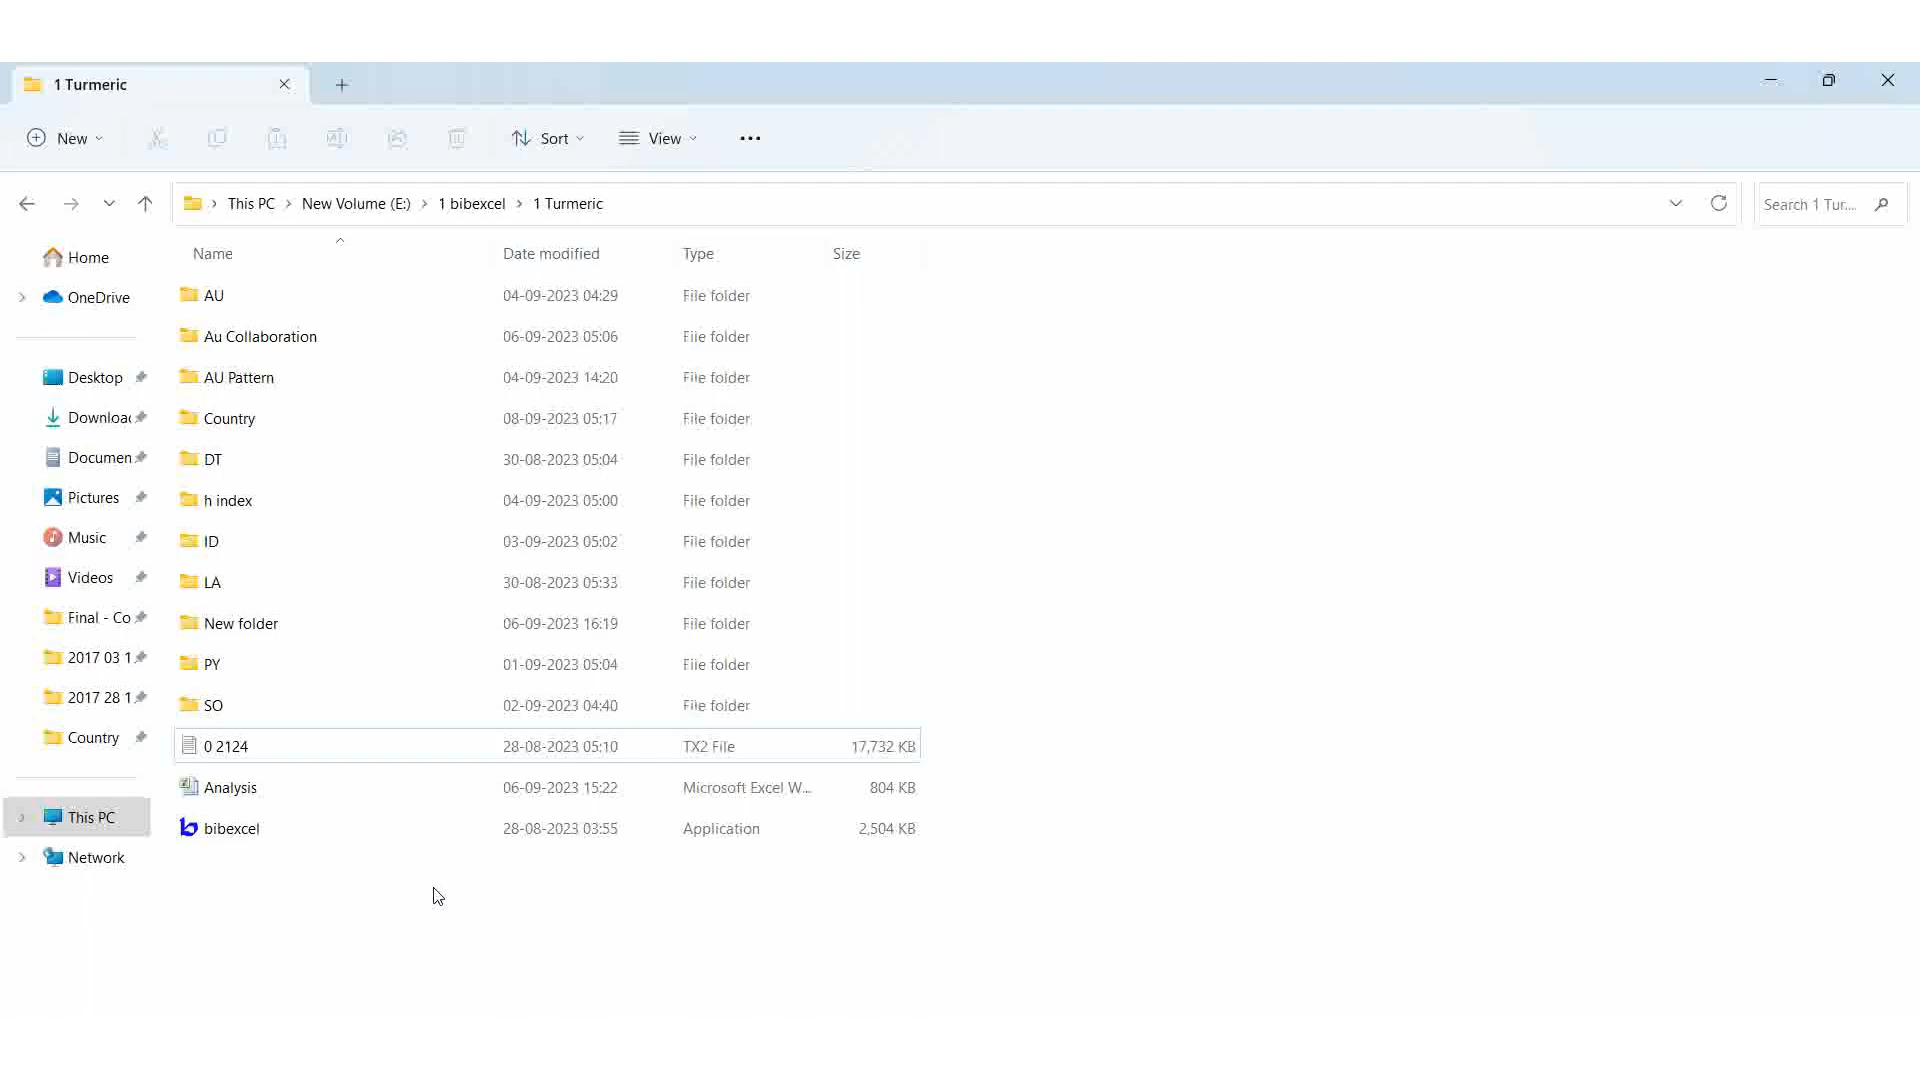 1 Turmeric
New
Sort
View
This PC > New Volume (E:) > 1 bibexcel > 1 Turmeric
Search 1 Tur...
Name Date modified Type Size
Home
OneDrive
Desktop
Downloac
Documen
Pictures
Music
Videos
Final - Co
2017 03 1
2017 28 1
Country
This PC
Network
AU 04-09-2023 04:29 File folder
Au Collaboration 06-09-2023 05:06 File folder
AU Pattern 04-09-2023 14:20 File folder
Country 08-09-2023 05:17 File folder
DT 30-08-2023 05:04 File folder
h index 04-09-2023 05:00 File folder
ID 03-09-2023 05:02 File folder
LA 30-08-2023 05:33 File folder
New folder 06-09-2023 16:19 File folder
PY 01-09-2023 05:04 File folder
SO 02-09-2023 04:40 File folder
0 2124 28-08-2023 05:10 TX2 File 17,732 KB
Analysis 06-09-2023 15:22 Microsoft Excel W... 804 KB
bibexcel 28-08-2023 03:55 Application 2,504 KB